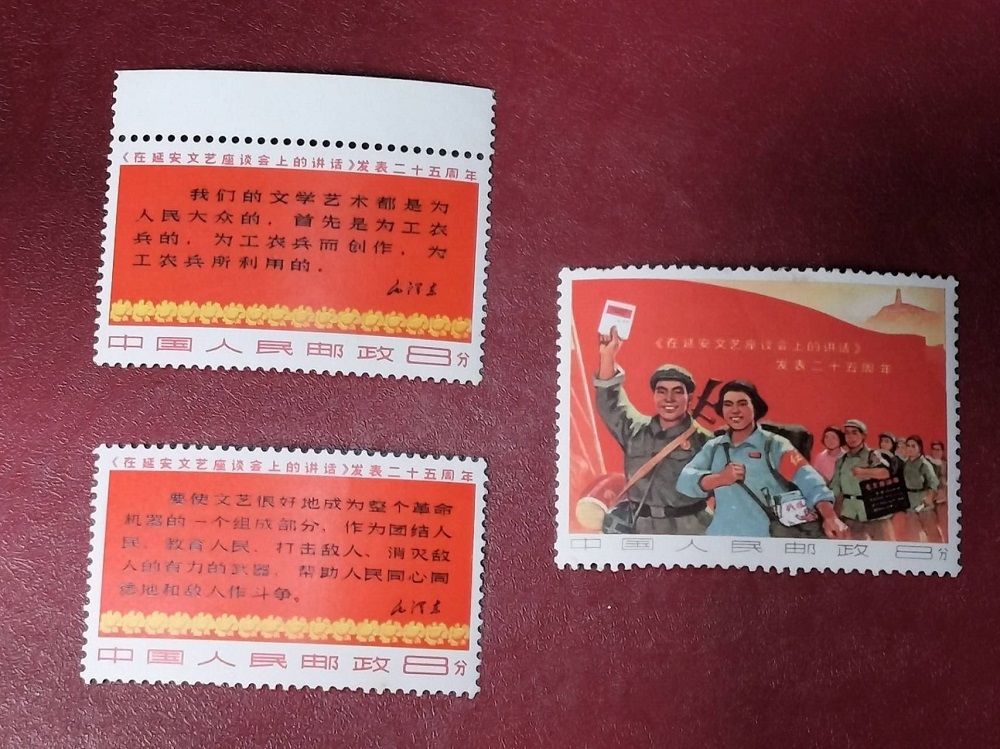 《在延安文艺座谈会上的讲话》发表二十五周年
我们的文学艺术都是为
人民大众的，首先是为工农
兵的，为工农兵而创作，为
工农兵所利用的。
毛泽东
中国人民邮政8分
《在延安文艺座谈会上的讲话》发表二十五周年
要使文艺很好地成为整个革命
机器的一个组成部分，作为团结人
民、教育人民、打击敌人、消灭敌
人的有力的武器，帮助人民同心同
德地和敌人作斗争。
毛泽东
中国人民邮政8分
《在延安文艺座谈会上的讲话》
发表二十五周年
中国人民邮政 8分